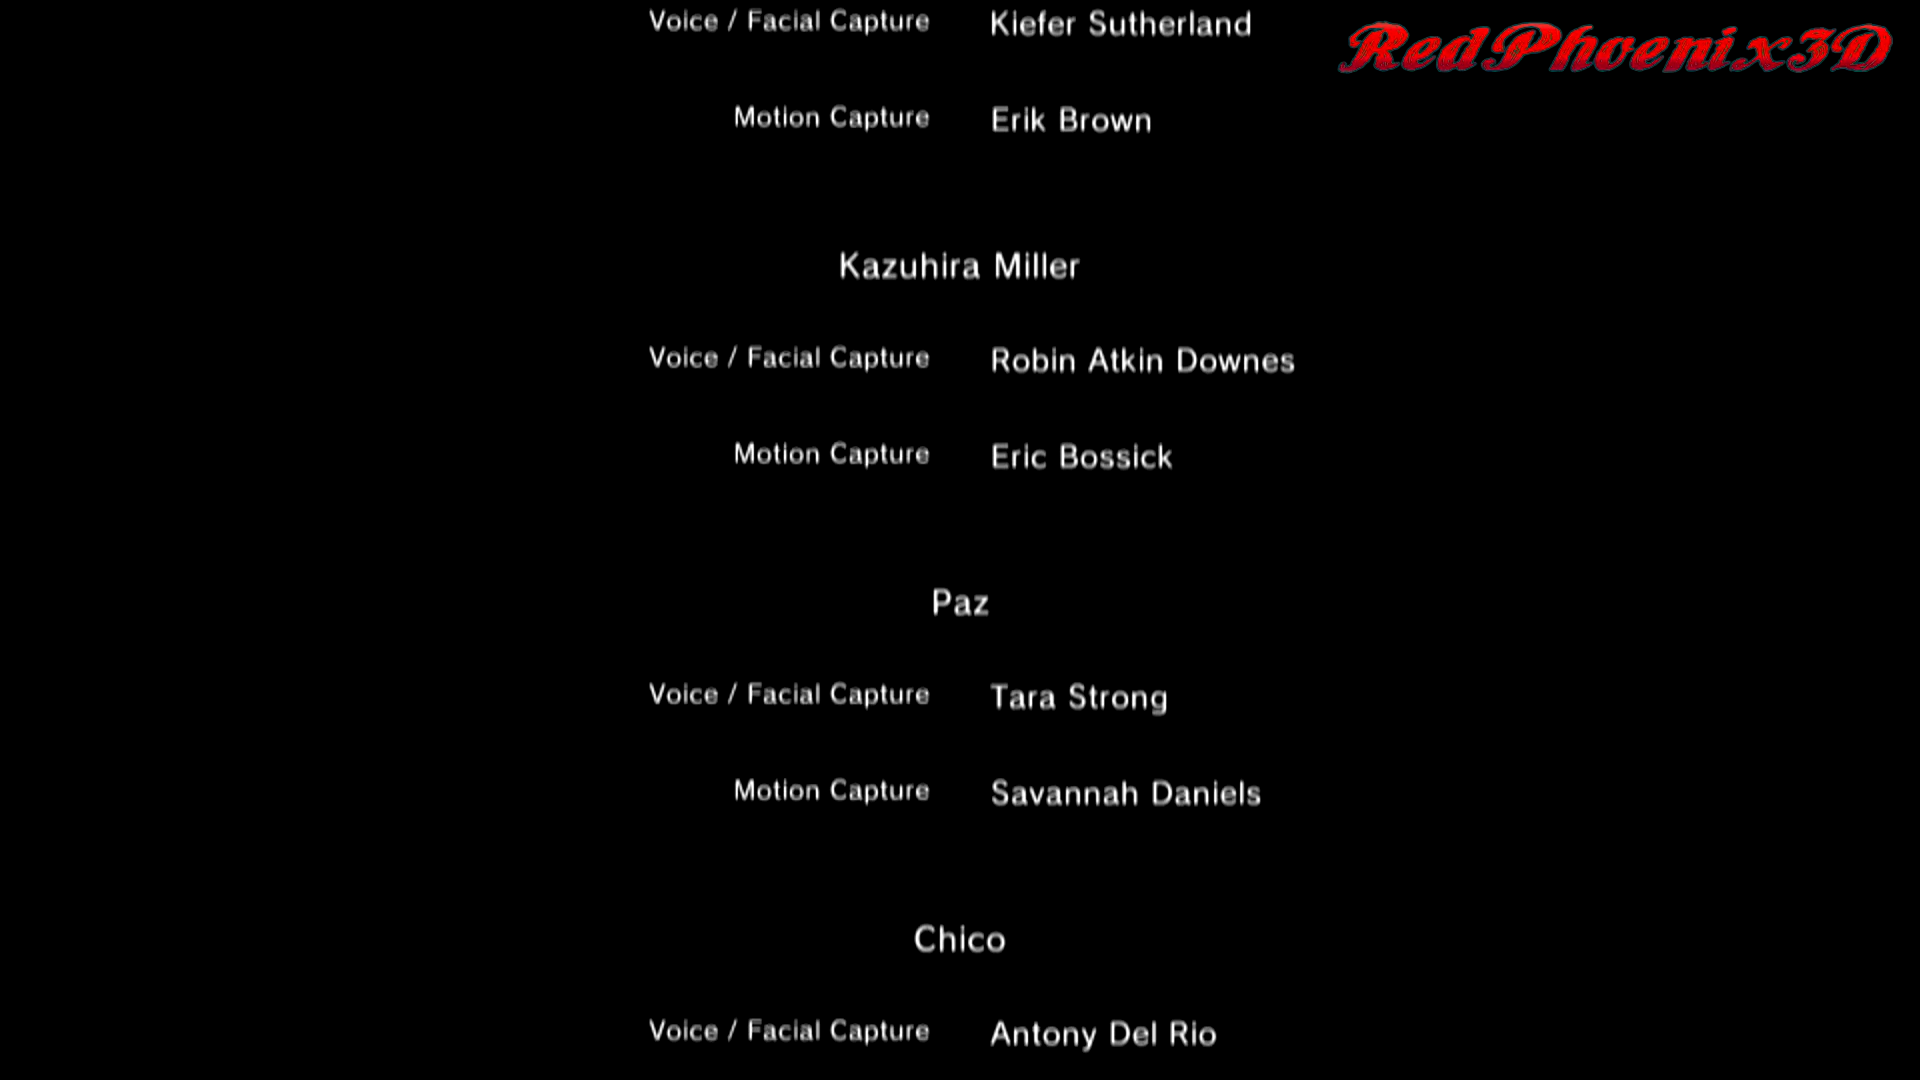 Voice / Facial Capture Kiefer Sutherland
RedPhoenix3D
Motion Capture Erik Brown
Kazuhira Miller
Voice / Facial Capture Robin Atkin Downes
Motion Capture Eric Bossick
Paz
Voice / Facial Capture Tara Strong
Motion Capture Savannah Daniels
Chico
Voice / Facial Capture Antony Del Rio